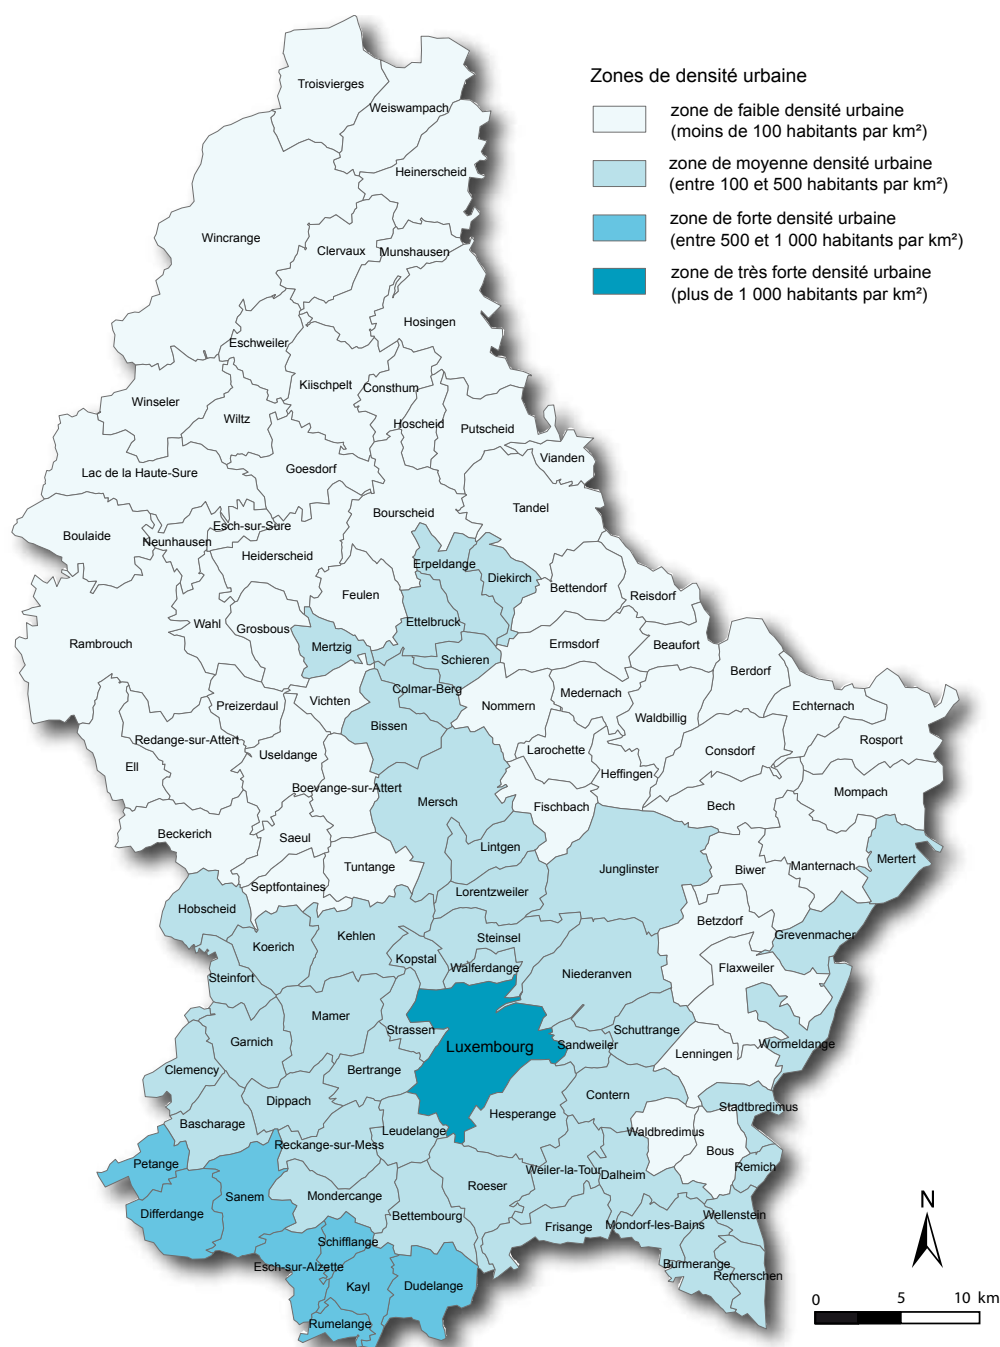 Zones de densité urbaine
zone de faible densité urbaine
(moins de 100 habitants par km²)
zone de moyenne densité urbaine
(entre 100 et 500 habitants par km²)
zone de forte densité urbaine
(entre 500 et 1 000 habitants par km²)
zone de très forte densité urbaine
(plus de 1 000 habitants par km²)
Troisvierges
Weiswampach
Heinerscheid
Wincrange
Clervaux
Munshausen
Hosingen
Eschweiler
Kiischpelt
Consthum
Winseler
Wiltz
Hoscheid
Putscheid
Vianden
Lac de la Haute-Sure
Goesdorf
Tandel
Bourscheid
Esch-sur-Sure
Boulaide
Neunhausen
Heiderscheid
Erpeldange
Diekirch
Bettendorf
Feulen
Reisdorf
Wahl
Grosbous
Ettelbruck
Rambrouch
Mertzig
Ermsdorf
Beaufort
Schieren
Berdorf
Colmar-Berg
Medernach
Vichten
Preizerdaul
Nommern
Echternach
Waldbillig
Bissen
Redange-sur-Attert
Rosport
Useldange
Larochette
Consdorf
Ell
Heffingen
Boevange-sur-Attert
Mompach
Mersch
Fischbach
Bech
Beckerich
Saeul
Lintgen
Tuntange
Junglinster
Biwer
Manternach
Mertert
Septfontaines
Lorentzweiler
Hobscheid
Betzdorf
Kehlen
Steinsel
Grevenmacher
Koerich
Kopstal
Walferdange
Flaxweiler
Steinfort
Niederanven
Mamer
Strassen
Schuttrange
Garnich
Luxembourg
Sandweiler
Wormeldange
Lenningen
Clemency
Bertrange
Contern
Dippach
Stadtbredimus
Hesperange
Bascharage
Leudelange
Waldbredimus
Reckange-sur-Mess
Bous
Petange
Weiler-la-Tour
Remich
Dalheim
Sanem
Mondercange
Roeser
Differdange
Bettembourg
Wellenstein
Frisange
Mondorf-les-Bains
Schifflange
Esch-sur-Alzette
Burmerange
Remerschen
Kayl
Dudelange
Rumelange
N
0 5 10 km